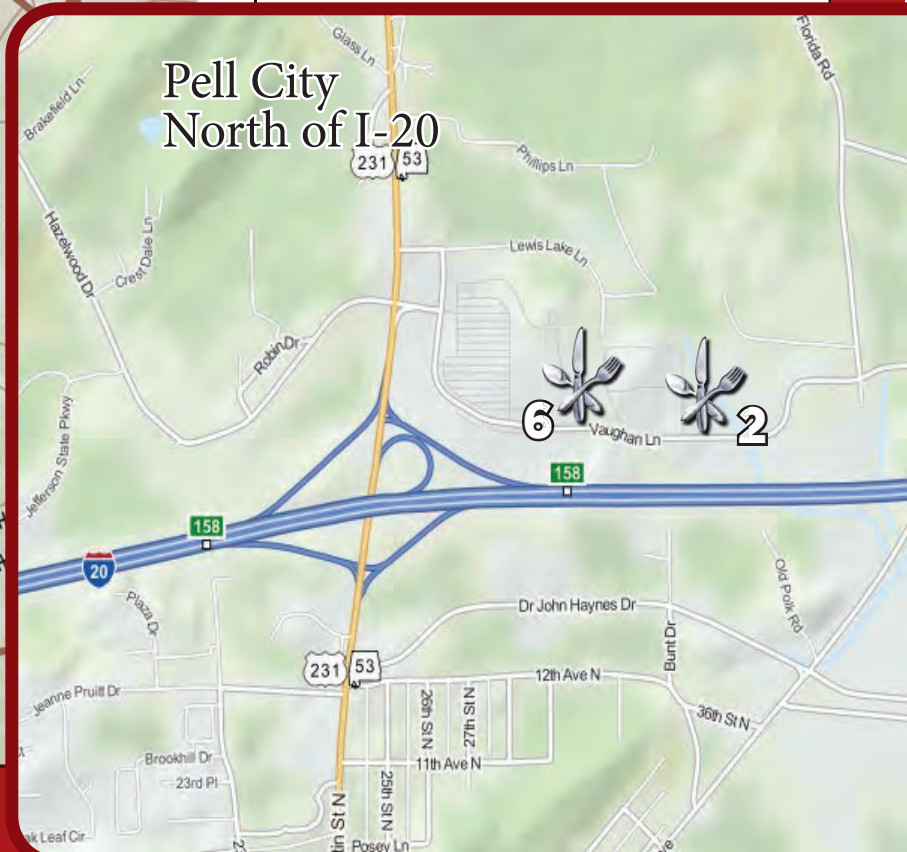 Glass Ln
Florida Rd
Pell City
North of I-20
Brakefield Ln
231
53
Phillips Ln
Hazelwood Dr
Crest Dale Ln
Lewis Lake Ln
Robin Dr
6
2
Vaughan Ln
Jefferson State Pkwy
158
158
20
Plaza Dr
Dr John Haynes Dr
Old Polk Rd
Bunt Dr
231
53
12th Ave N
Jeanne Pruitt Dr
26th St N
27th St N
36th St N
Brookhill Dr
11th Ave N
23rd Pl
25th St N
St N
Leaf Cir
Posey Ln